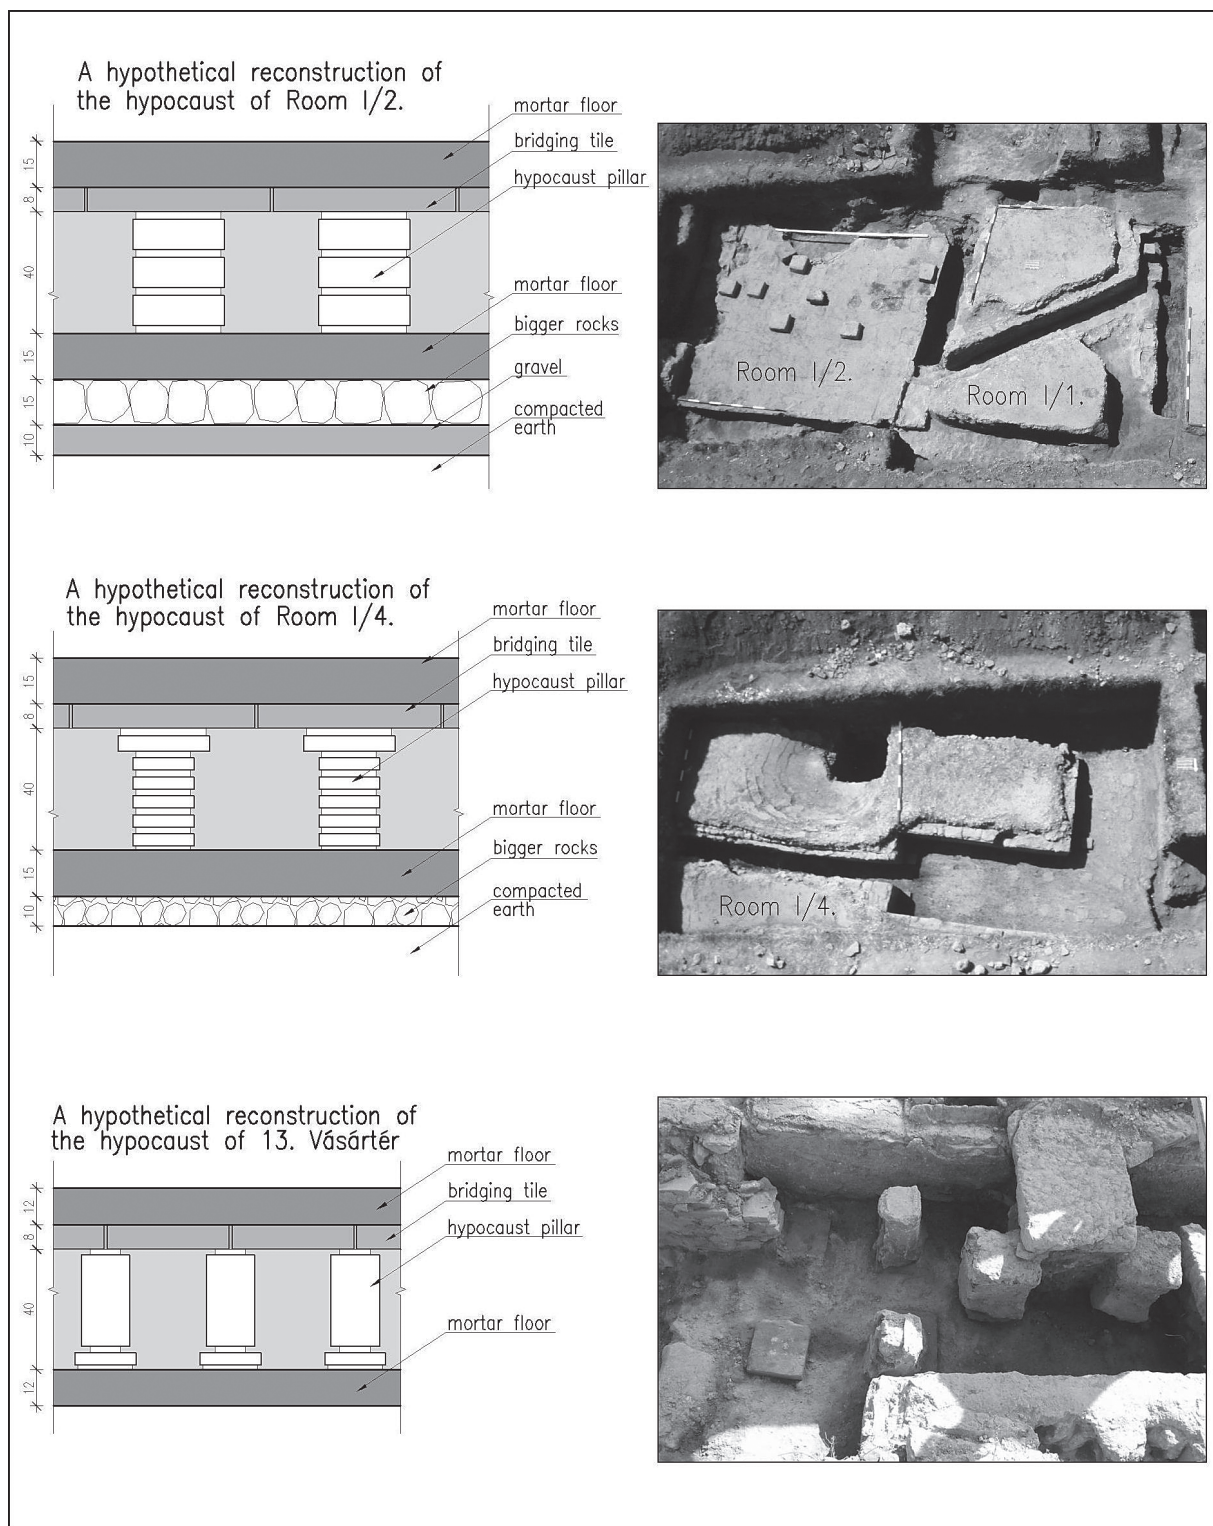 A hypothetical reconstruction of
the hypocaust of Room I/2.
mortar floor
bridging tile
hypocaust pillar
mortar floor
bigger rocks
gravel
compacted
earth
15
8
40
15
15
10
Room I/2.
Room I/1.
A hypothetical reconstruction of
the hypocaust of Room I/4.
mortar floor
bridging tile
hypocaust pillar
mortar floor
bigger rocks
compacted
earth
15
8
40
15
10
Room I/4.
A hypothetical reconstruction of
the hypocaust of 13. Vásártér
mortar floor
bridging tile
hypocaust pillar
mortar floor
12
8
40
12